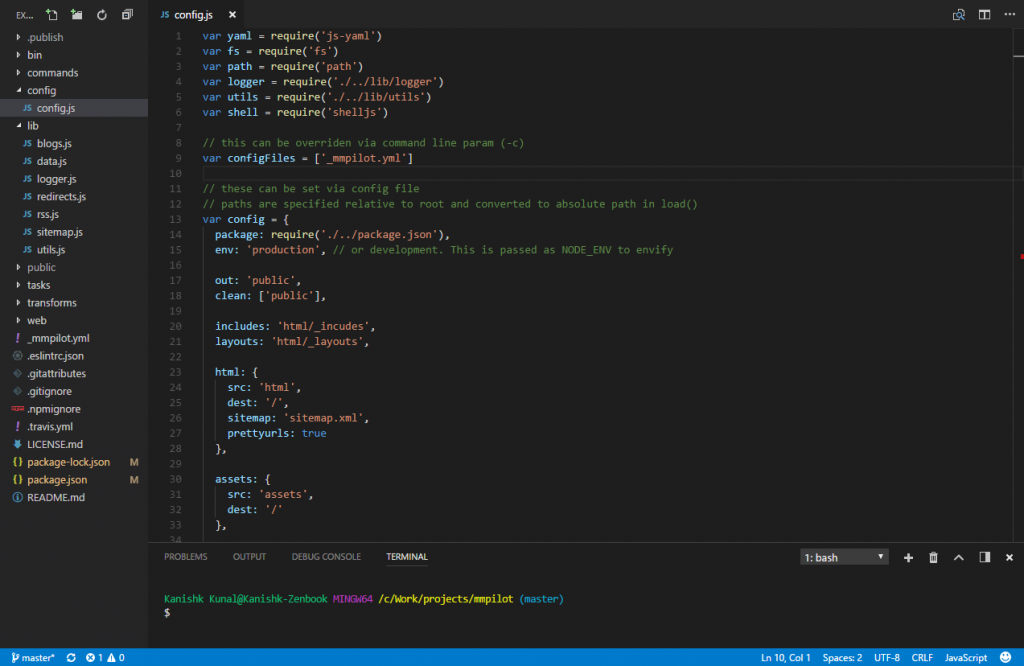 EX...
.publish
bin
commands
config
JS config.js
lib
JS blogs.js
JS data.js
JS logger.js
JS redirects.js
JS rss.js
JS sitemap.js
JS utils.js
public
tasks
transforms
web
! _mmpilot.yml
.eslintrc.json
.gitattributes
.gitignore
npm .npmignore
! .travis.yml
LICENSE.md
{} package-lock.json M
{} package.json M
README.md
JS config.js ×
1 var yaml = require('js-yaml')
2 var fs = require('fs')
3 var path = require('path')
4 var logger = require('./../lib/logger')
5 var utils = require('./../lib/utils')
6 var shell = require('shelljs')
7
8 // this can be overriden via command line param (-c)
9 var configFiles = ['_mmpilot.yml']
10
11 // these can be set via config file
12 // paths are specified relative to root and converted to absolute path in load()
13 var config = {
14 package: require('./../package.json'),
15 env: 'production', // or development. This is passed as NODE_ENV to envify
16
17 out: 'public',
18 clean: ['public'],
19
20 includes: 'html/_incudes',
21 layouts: 'html/_layouts',
22
23 html: {
24 src: 'html',
25 dest: '/',
26 sitemap: 'sitemap.xml',
27 prettyurls: true
28 },
29
30 assets: {
31 src: 'assets',
32 dest: '/'
33 },
34
PROBLEMS OUTPUT DEBUG CONSOLE TERMINAL 1: bash
Kanishk Kunal@Kanishk-Zenbook MINGW64 /c/Work/projects/mmpilot (master)
$
master* 1 0 Ln 10, Col 1 Spaces: 2 UTF-8 CRLF JavaScript